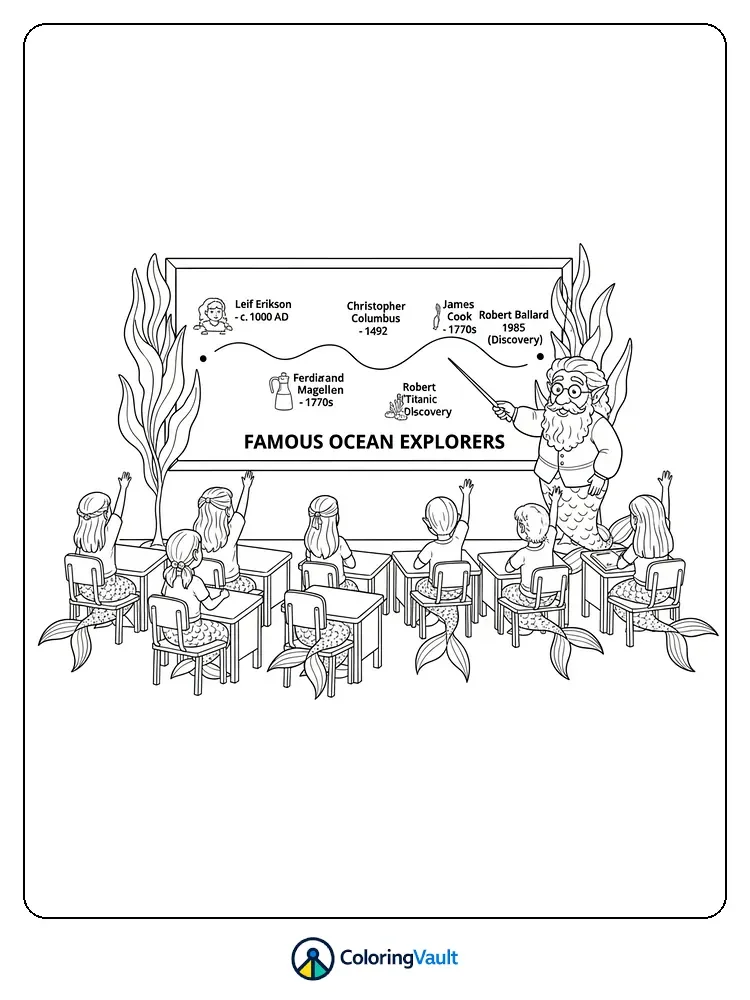 Leif Erikson
- c. 1000 AD
Christopher
Columbus
- 1492
James
Cook
- 1770s
Robert Ballard
1985
(Discovery)
Ferdirand
Magellen
- 1770s
Robert
Titanic
Discovery
FAMOUS OCEAN EXPLORERS
ColoringVault